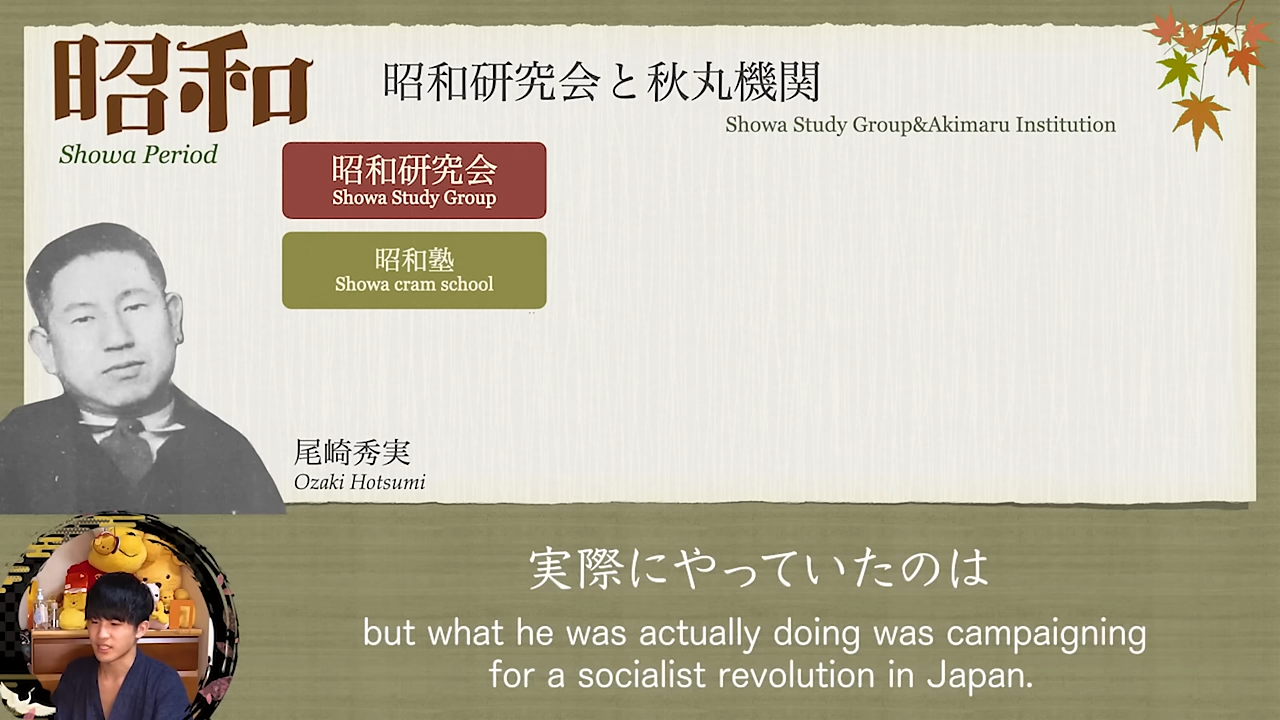 昭和
Showa Period
昭和研究会と秋丸機関
Showa Study Group&Akimaru Institution
昭和研究会
Showa Study Group
昭和塾
Showa cram school
尾崎秀実
Ozaki Hotsumi
実際にやっていたのは
but what he was actually doing was campaigning
for a socialist revolution in Japan.